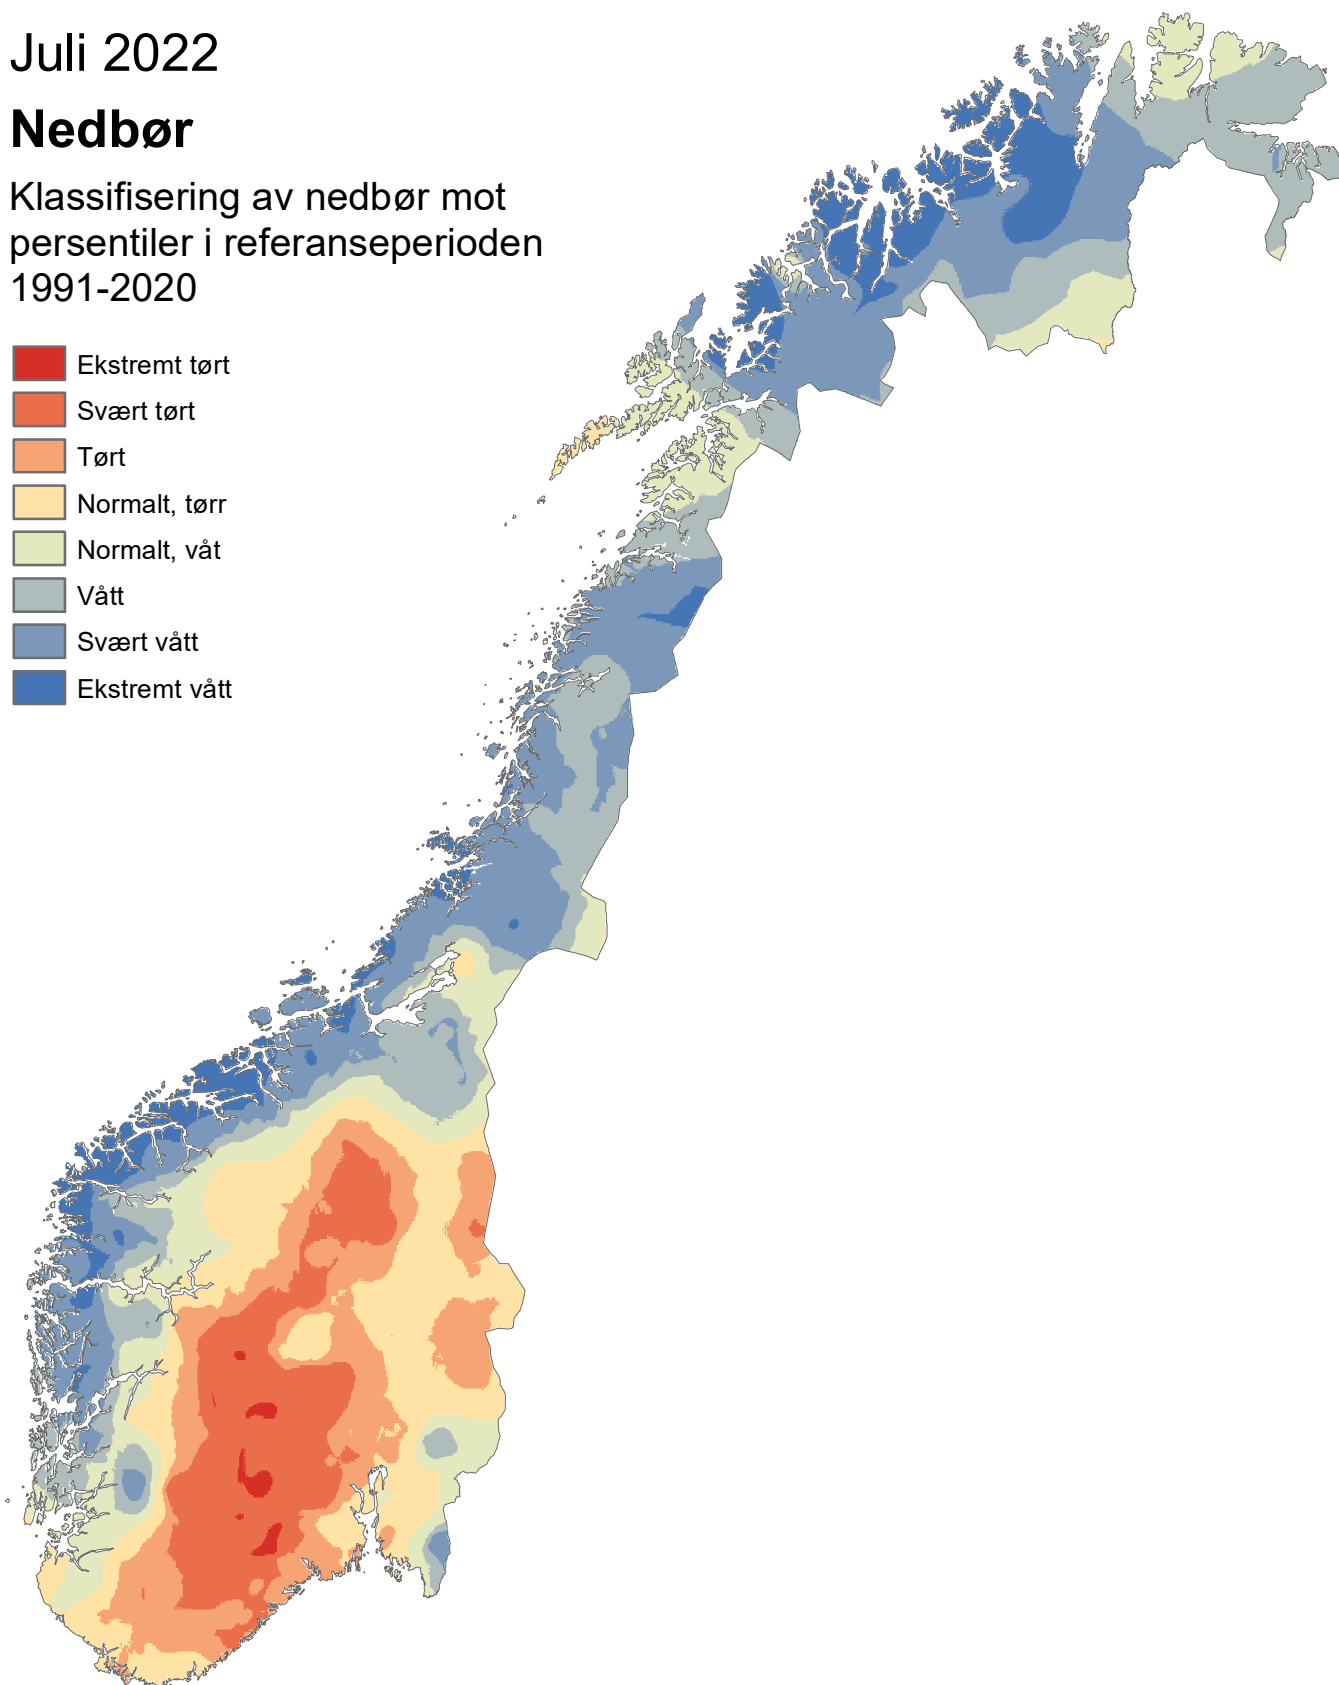 Juli 2022
Nedbør
Klassifisering av nedbør mot
persentiler i referanseperioden
1991-2020
Ekstremt tørt
Svært tørt
Tørt
Normalt, tørr
Normalt, våt
Vått
Svært vått
Ekstremt vått